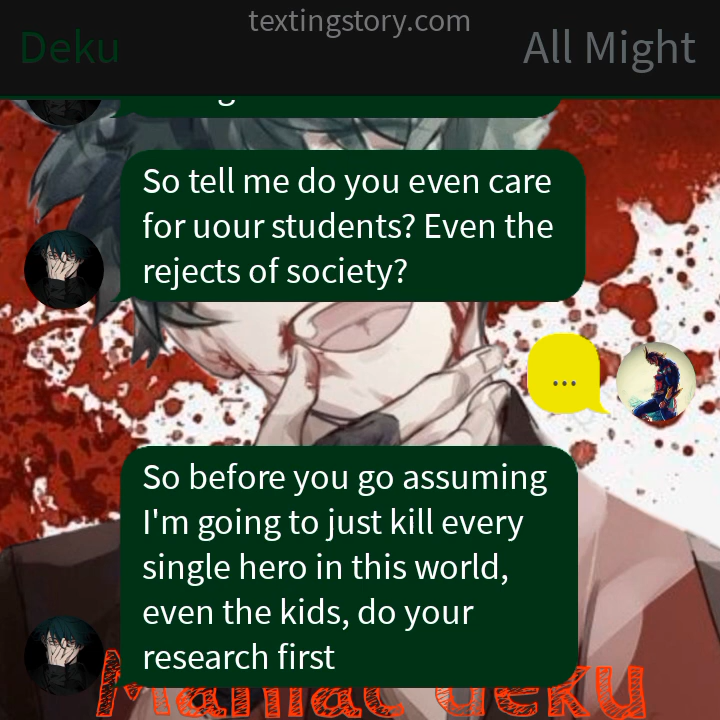 textingstory.com
Deku
All Might
So tell me do you even care
for uour students? Even the
rejects of society?
...
So before you go assuming
I'm going to just kill every
single hero in this world,
even the kids, do your
research first
Maniac deku